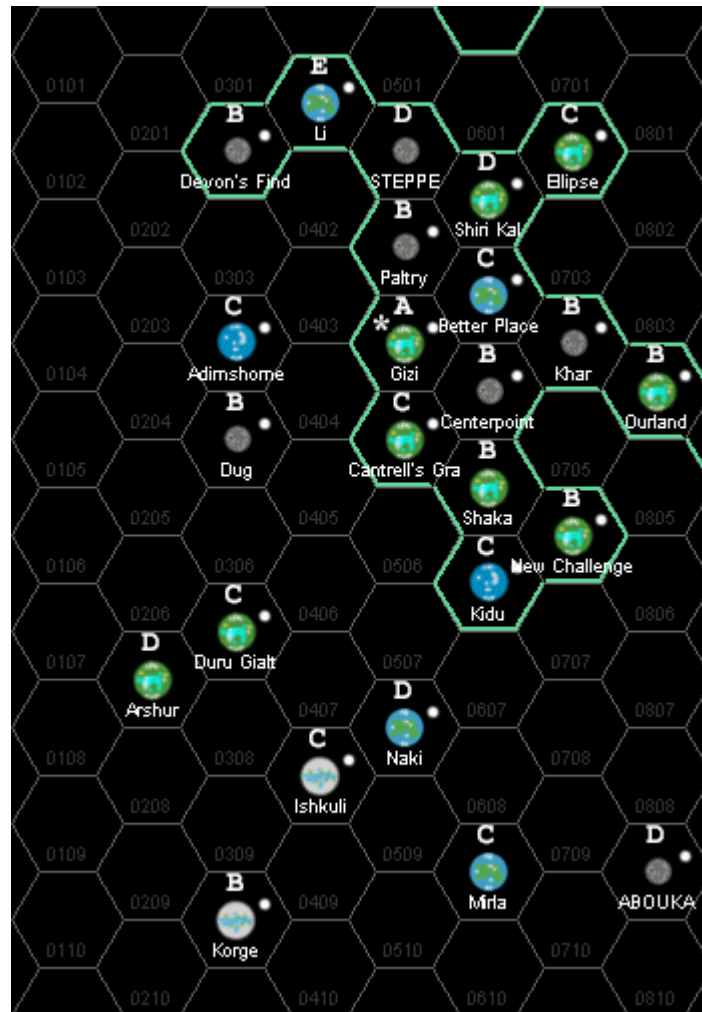 E
0101 0301 Li 0501 0701
B D C
0201 0601 0801
Devon's Find STEPPE D Ellipse
0102
B
0202 0402 Shiri Kal 0802
Paltry C
0103 0303 0703
C * A Better Place B
0203 0403 0803
Adimshome Gizi B Khar B
0104
B C
0204 0404 Centerpoint Durland
Dug Cantrell's Gra B
0105 0705
B
0205 0405 Shaka 0805
C New Challenge
0106 0306 0506
C Kidu
0206 0406 0806
D Duru Gialt
0107 0507 0707
Arshur D
0407 0607 0807
C Naki
0108 0308 0708
Ishkuli
0208 0608 0808
C D
0109 0309 0509 0709
B Mirla ABOUKA
0209 0409
Korge
0110 0510 0710
0210 0410 0610 0810